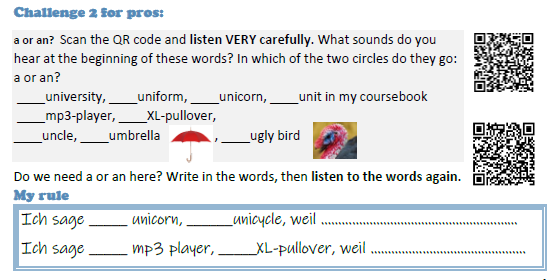 Challenge 2 for pros:
a or an? Scan the QR code and listen VERY carefully. What sounds do you
hear at the beginning of these words? In which of the two circles do they go:
a or an?
____university, ____uniform, ____unicorn, ____unit in my coursebook
____mp3-player, ____XL-pullover,
____uncle, ____umbrella , ____ugly bird
Do we need a or an here? Write in the words, then listen to the words again.
My rule
Ich sage _____ unicorn, ______unicycle, weil ......................................................
Ich sage _____ mp3 player, _____XL-pullover, weil ...........................................